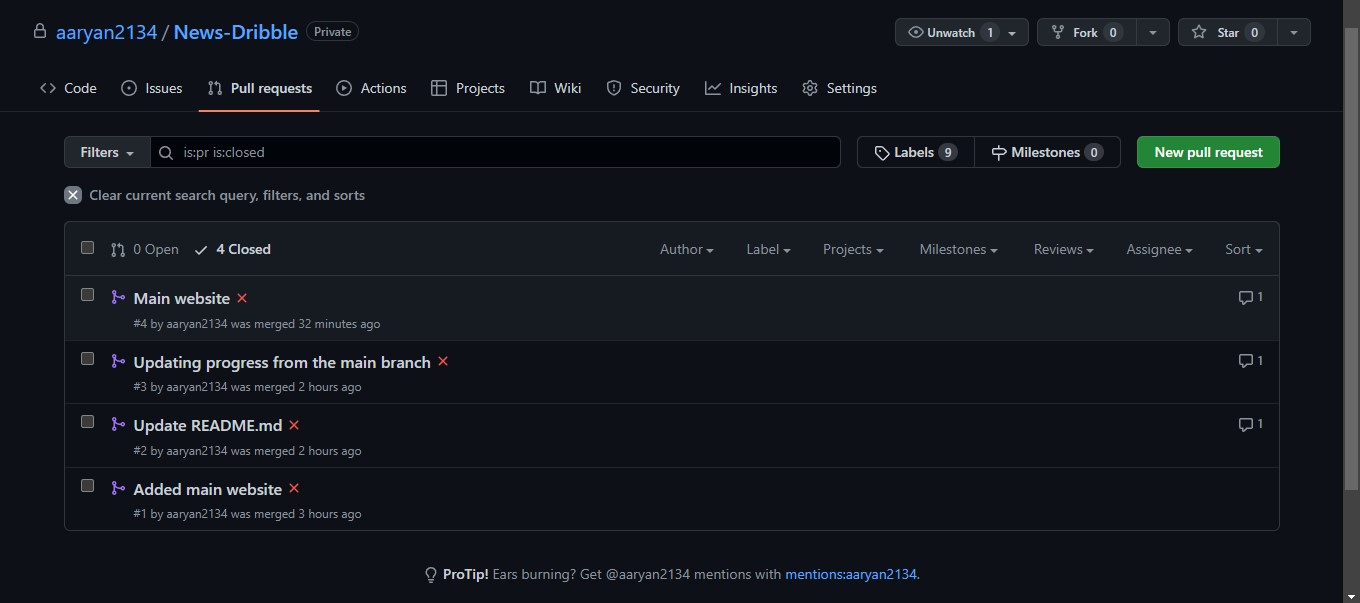 aaryan2134 / News-Dribble Private Unwatch 1 Fork 0 Star 0
Code Issues Pull requests Actions Projects Wiki Security Insights Settings
Filters is:pr is:closed Labels 9 Milestones 0 New pull request
Clear current search query, filters, and sorts
0 Open 4 Closed Author Label Projects Milestones Reviews Assignee Sort
Main website 1
#4 by aaryan2134 was merged 32 minutes ago
Updating progress from the main branch 1
#3 by aaryan2134 was merged 2 hours ago
Update README.md 1
#2 by aaryan2134 was merged 2 hours ago
Added main website
#1 by aaryan2134 was merged 3 hours ago
ProTip! Ears burning? Get @aaryan2134 mentions with mentions:aaryan2134.